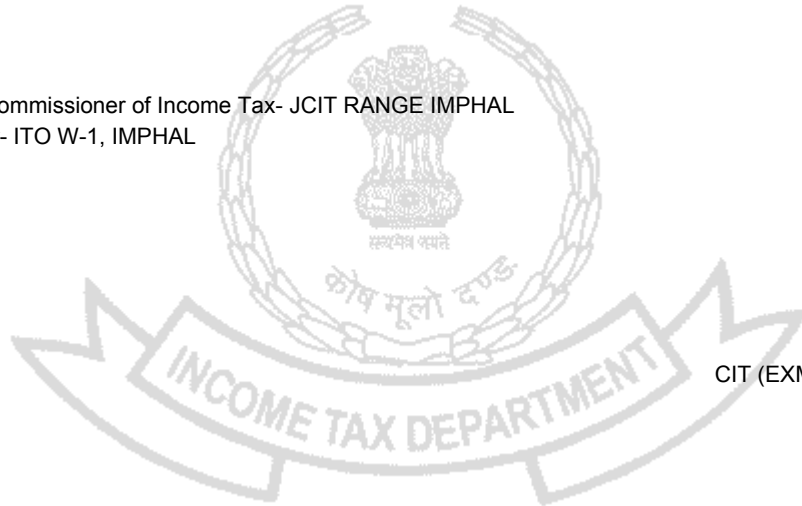 ommissioner of Income Tax- JCIT RANGE IMPHAL
- ITO W-1, IMPHAL
सत्यमेव जयते
कोष मूलो दण्डः
CIT (EXM
INCOME TAX DEPARTMENT